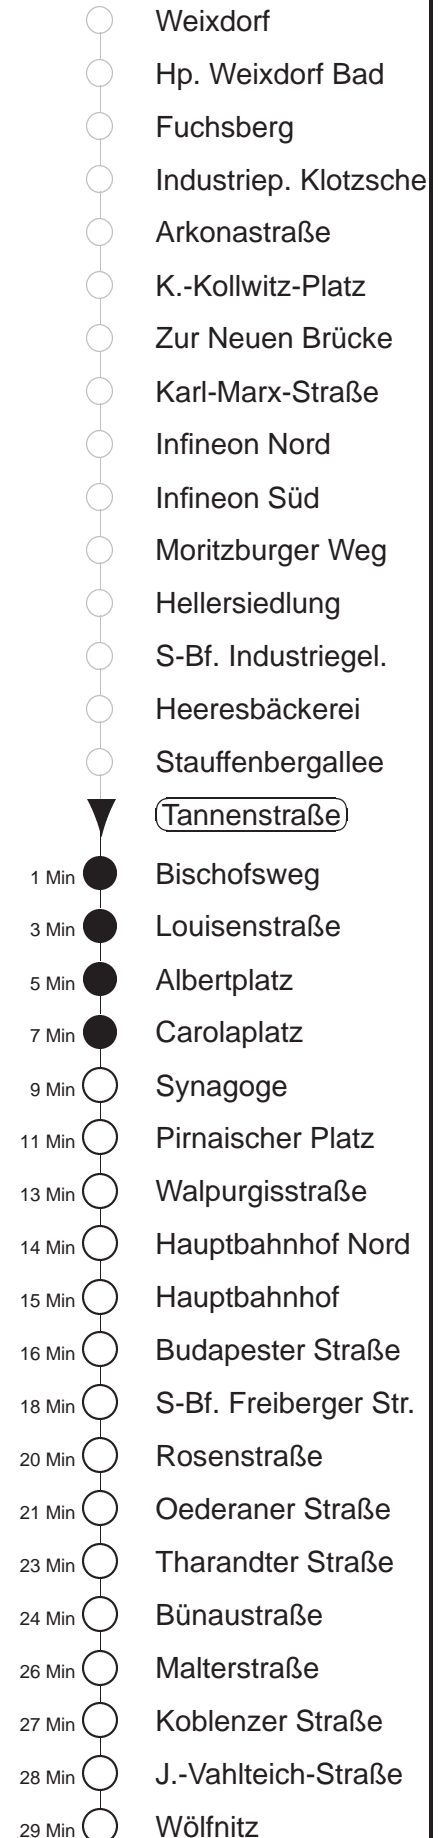 Weixdorf
Hp. Weixdorf Bad
Fuchsberg
Industriep. Klotzsche
Arkonastraße
K.-Kollwitz-Platz
Zur Neuen Brücke
Karl-Marx-Straße
Infineon Nord
Infineon Süd
Moritzburger Weg
Hellersiedlung
S-Bf. Industriegel.
Heeresbäckerei
Stauffenbergallee
Tannenstraße
1 Min Bischofsweg
3 Min Louisenstraße
5 Min Albertplatz
7 Min Carolaplatz
9 Min Synagoge
11 Min Pirnaischer Platz
13 Min Walpurgisstraße
14 Min Hauptbahnhof Nord
15 Min Hauptbahnhof
16 Min Budapester Straße
18 Min S-Bf. Freiberger Str.
20 Min Rosenstraße
21 Min Oederaner Straße
23 Min Tharandter Straße
24 Min Bünaustraße
26 Min Malterstraße
27 Min Koblenzer Straße
28 Min J.-Vahlteich-Straße
29 Min Wölfnitz